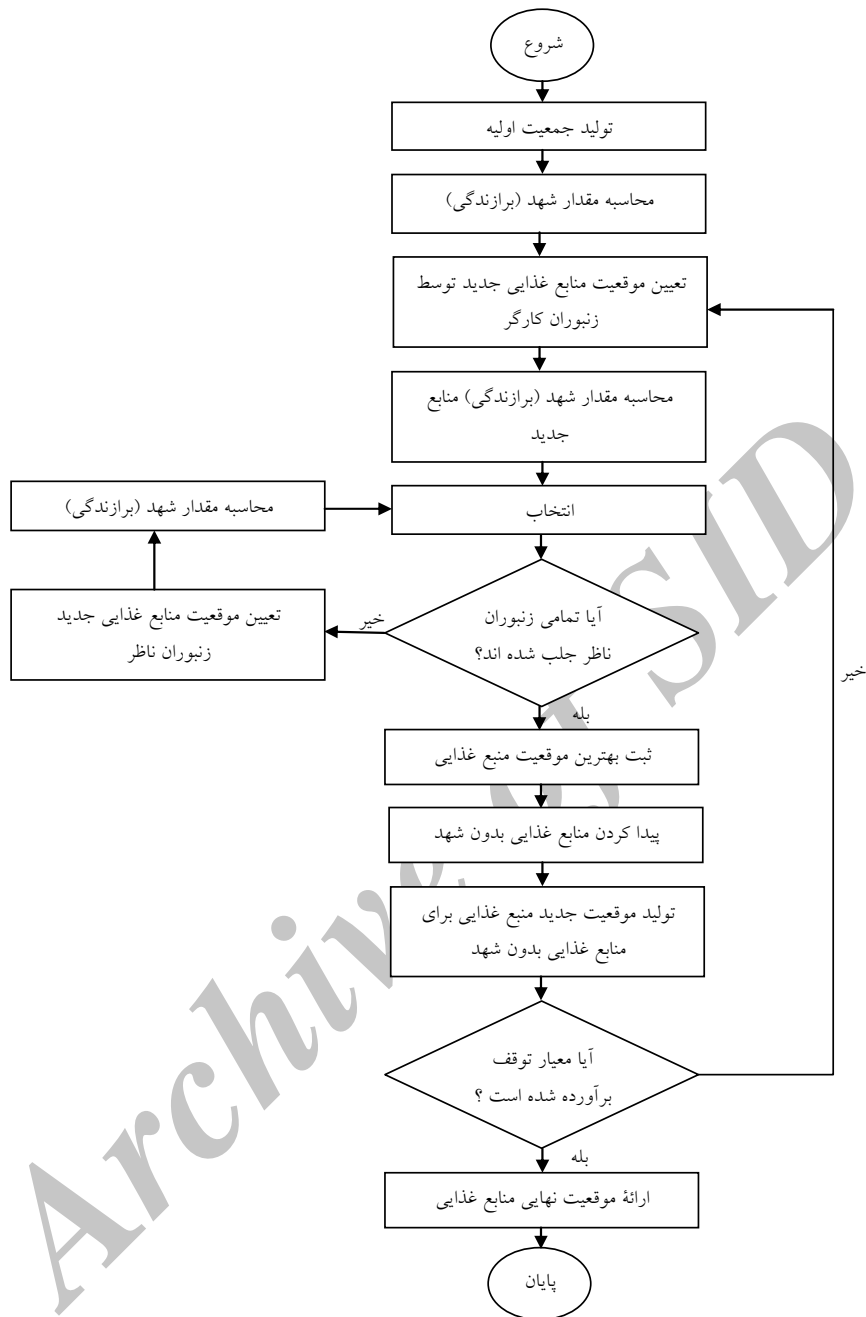 شروع
تولید جمعیت اولیه
محاسبه مقدار شهد (برازندگی)
تعیین موقعیت منابع غذایی جدید توسط
زنبوران کارگر
محاسبه مقدار شهد (برازندگی) منابع
جدید
محاسبه مقدار شهد (برازندگی)
انتخاب
تعیین موقعیت منابع غذایی جدید
زنبوران ناظر
خیر
آیا تمامی زنبوران
ناظر جلب شده اند؟
خیر
بله
ثبت بهترین موقعیت منبع غذایی
پیدا کردن منابع غذایی بدون شهد
تولید موقعیت جدید منبع غذایی برای
منابع غذایی بدون شهد
آیا معیار توقف
برآورده شده است ؟
بله
ارائهٔ موقعیت نهایی منابع غذایی
پایان
Archive of SID